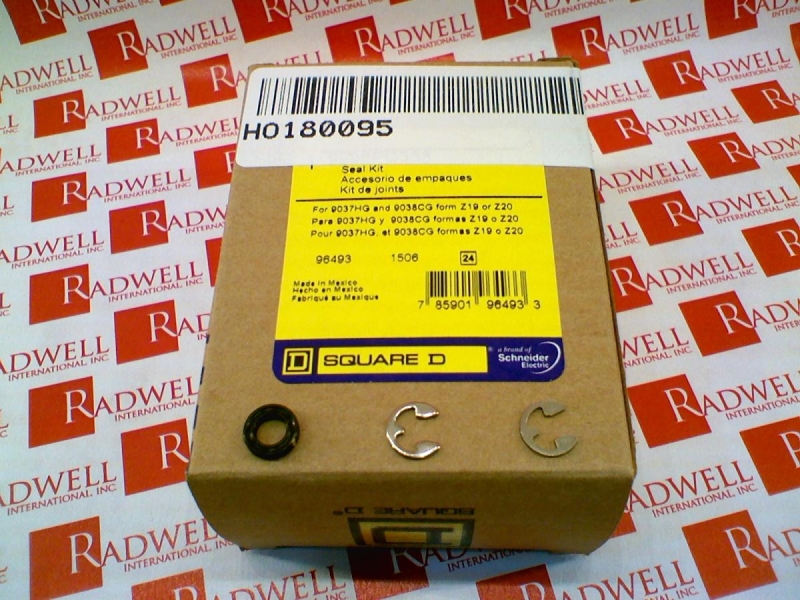 HO180095
Seal Kit
Accesorio de empaques
Kit de joints
For 9037HG and 9038CG form Z19 or Z20
Para 9037HG y 9038CG formas Z19 o Z20
Pour 9037HG, et 9038CG formas Z19 o Z20
96493 1506 24
Made in Mexico
Hecho en Mexico
Fabriqué au Mexique
7 85901 96493 3
D SQUARE D ® a brand of Schneider Electric
SQUARE D®
RADWELL
INTERNATIONAL, INC.